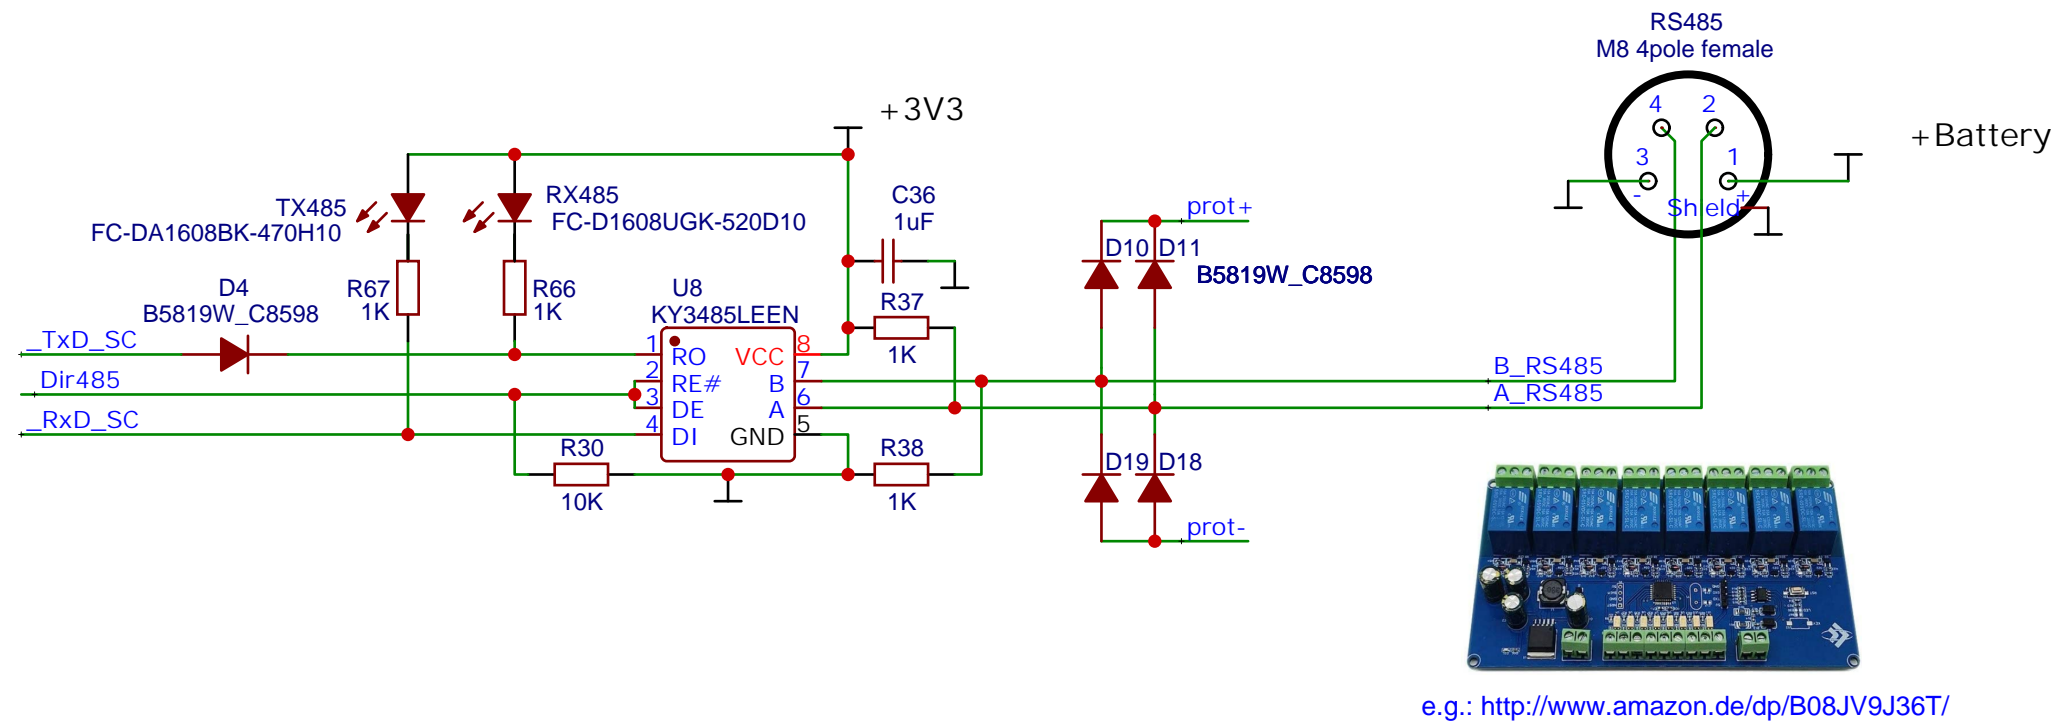 RS485
M8 4pole female
4
2
3
1
-
+
Shield
+Battery
+3V3
TX485
FC-DA1608BK-470H10
RX485
FC-D1608UGK-520D10
C36
1uF
prot+
D10
D11
B5819W_C8598
D4
B5819W_C8598
R67
1K
R66
1K
U8
KY3485LEEN
R37
1K
_TxD_SC
Dir485
_RxD_SC
1
RO
2
RE#
3
DE
4
DI
VCC
8
B
7
A
6
GND
5
B_RS485
A_RS485
R30
10K
R38
1K
D19
D18
prot-
e.g.: http://www.amazon.de/dp/B08JV9J36T/